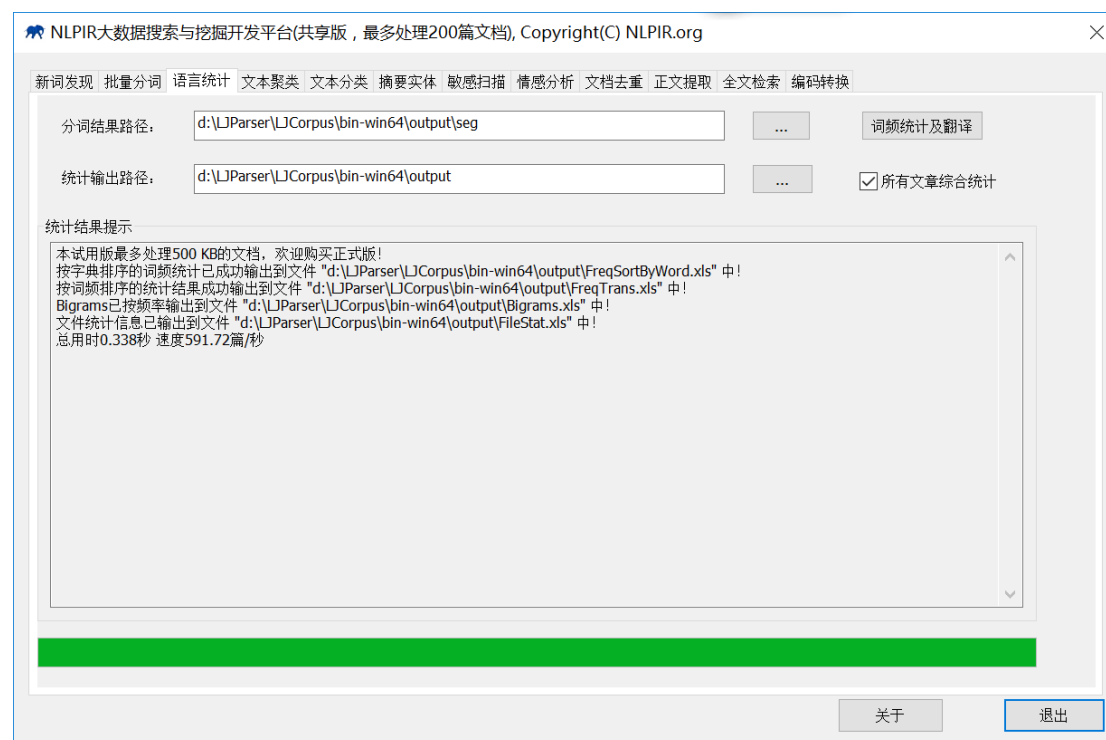 NLPIR大数据搜索与挖掘开发平台(共享版，最多处理200篇文档), Copyright(C) NLPIR.org
新词发现 批量分词 语言统计 文本聚类 文本分类 摘要实体 敏感扫描 情感分析 文档去重 正文提取 全文检索 编码转换
分词结果路径: d:\LJParser\LJCorpus\bin-win64\output\seg ... 词频统计及翻译
统计输出路径: d:\LJParser\LJCorpus\bin-win64\output ... 所有文章综合统计
统计结果提示
本试用版最多处理500 KB的文档，欢迎购买正式版!
按字典排序的词频统计已成功输出到文件 "d:\LJParser\LJCorpus\bin-win64\output\FreqSortByWord.xls" 中!
按词频排序的统计结果成功输出到文件 "d:\LJParser\LJCorpus\bin-win64\output\FreqTrans.xls" 中!
Bigrams已按频率输出到文件 "d:\LJParser\LJCorpus\bin-win64\output\Bigrams.xls" 中!
文件统计信息已输出到文件 "d:\LJParser\LJCorpus\bin-win64\output\FileStat.xls" 中!
总用时0.338秒 速度591.72篇/秒
关于 退出